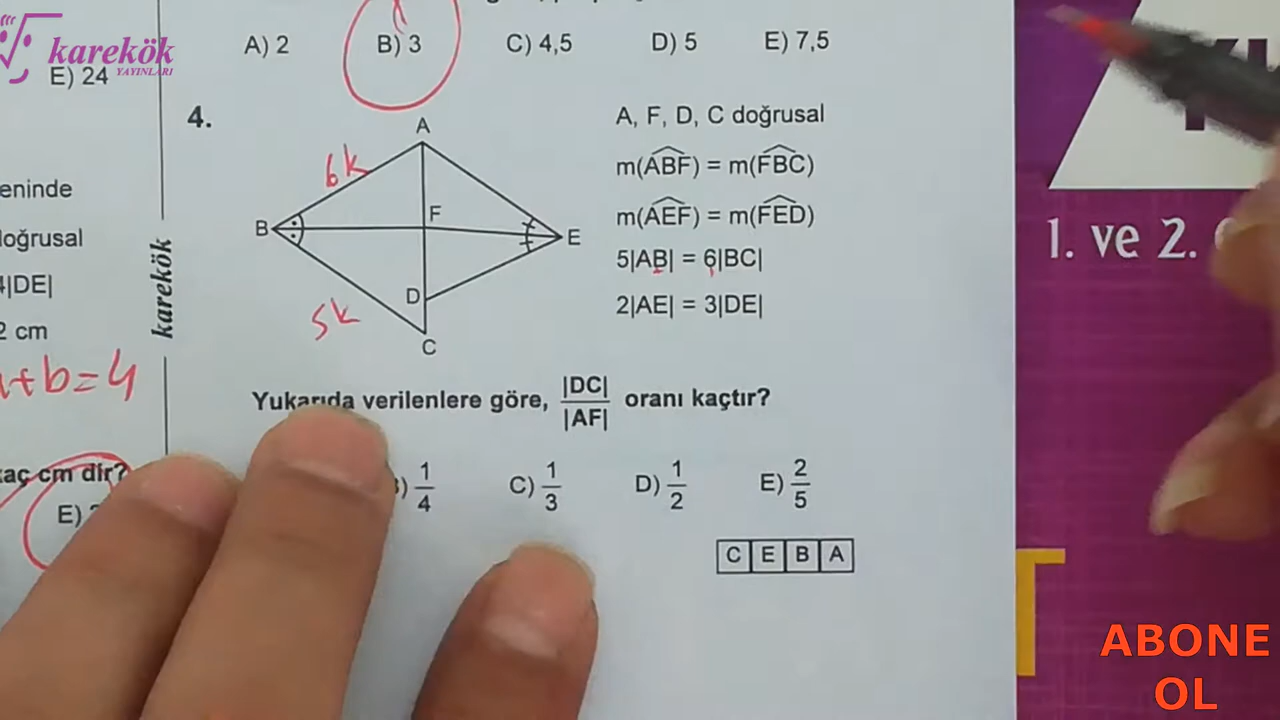 karekök
YAYINLARI
E) 24
eninde
doğrusal
4|DE|
2 cm
a+b=4
kaç cm dir?
E)
karekök
A) 2 B) 3 C) 4,5 D) 5 E) 7,5
4.
A
6k
B
F
E
D
5k
C
A, F, D, C doğrusal
m(ABF) = m(FBC)
m(AEF) = m(FED)
5|AB| = 6|BC|
2|AE| = 3|DE|
Yukarıda verilenlere göre, |DC|/|AF| oranı kaçtır?
B) 1/4 C) 1/3 D) 1/2 E) 2/5
C E B A
1. ve 2.
T
ABONE
OL